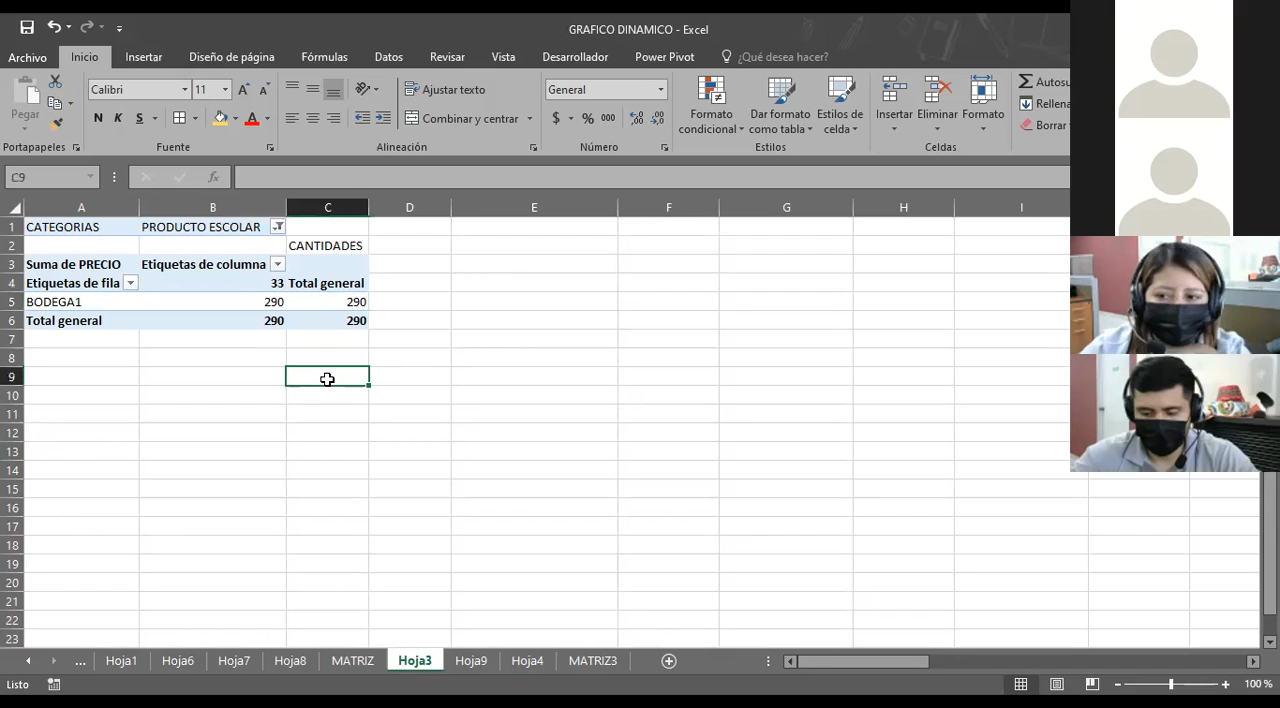 GRAFICO DINAMICO - Excel
Archivo Inicio Insertar Diseño de página Fórmulas Datos Revisar Vista Desarrollador Power Pivot ¿Qué desea hacer?
Pegar
Calibri 11
N K S
Ajustar texto
Combinar y centrar
General
$ % 000
Formato condicional
Dar formato como tabla
Estilos de celda
Insertar Eliminar Formato
Autosu
Rellena
Borrar
Portapapeles Fuente Alineación Número Estilos Celdas
C9 fx
A B C D E F G H I
1 CATEGORIAS PRODUCTO ESCOLAR
2 CANTIDADES
3 Suma de PRECIO Etiquetas de columna
4 Etiquetas de fila 33 Total general
5 BODEGA1 290 290
6 Total general 290 290
7
8
9
10
11
12
13
14
15
16
17
18
19
20
21
22
23
... Hoja1 Hoja6 Hoja7 Hoja8 MATRIZ Hoja3 Hoja9 Hoja4 MATRIZ3
Listo 100 %